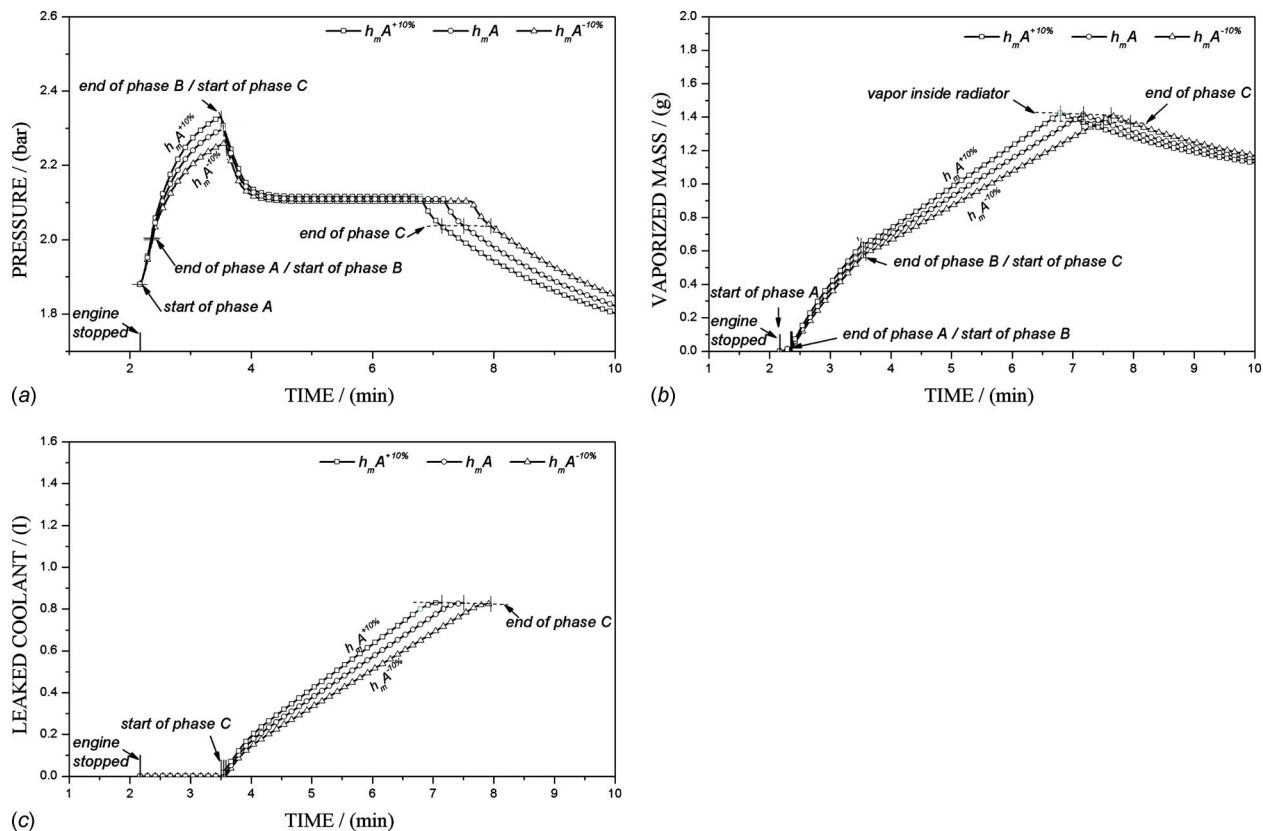 2.6
2.4
2.2
2.0
1.8
PRESSURE / (bar)
h_mA^+10% h_mA h_mA^-10%
end of phase B / start of phase C
h_mA^+10%
h_mA^-10%
end of phase C
end of phase A / start of phase B
start of phase A
engine
stopped
2 4 6 8 10
TIME / (min)
(a)
2.0
1.8
1.6
1.4
1.2
1.0
0.8
0.6
0.4
0.2
0.0
VAPORIZED MASS / (g)
h_mA^+10% h_mA h_mA^-10%
vapor inside radiator
end of phase C
h_mA^+10%
h_mA^-10%
end of phase B / start of phase C
start of phase A
engine
stopped
end of phase A / start of phase B
1 2 3 4 5 6 7 8 9 10
TIME / (min)
(b)
1.6
1.4
1.2
1.0
0.8
0.6
0.4
0.2
0.0
LEAKED COOLANT / (l)
h_mA^+10% h_mA h_mA^-10%
h_mA^+10%
h_mA^-10%
end of phase C
start of phase C
engine
stopped
1 2 3 4 5 6 7 8 9 10
TIME / (min)
(c)